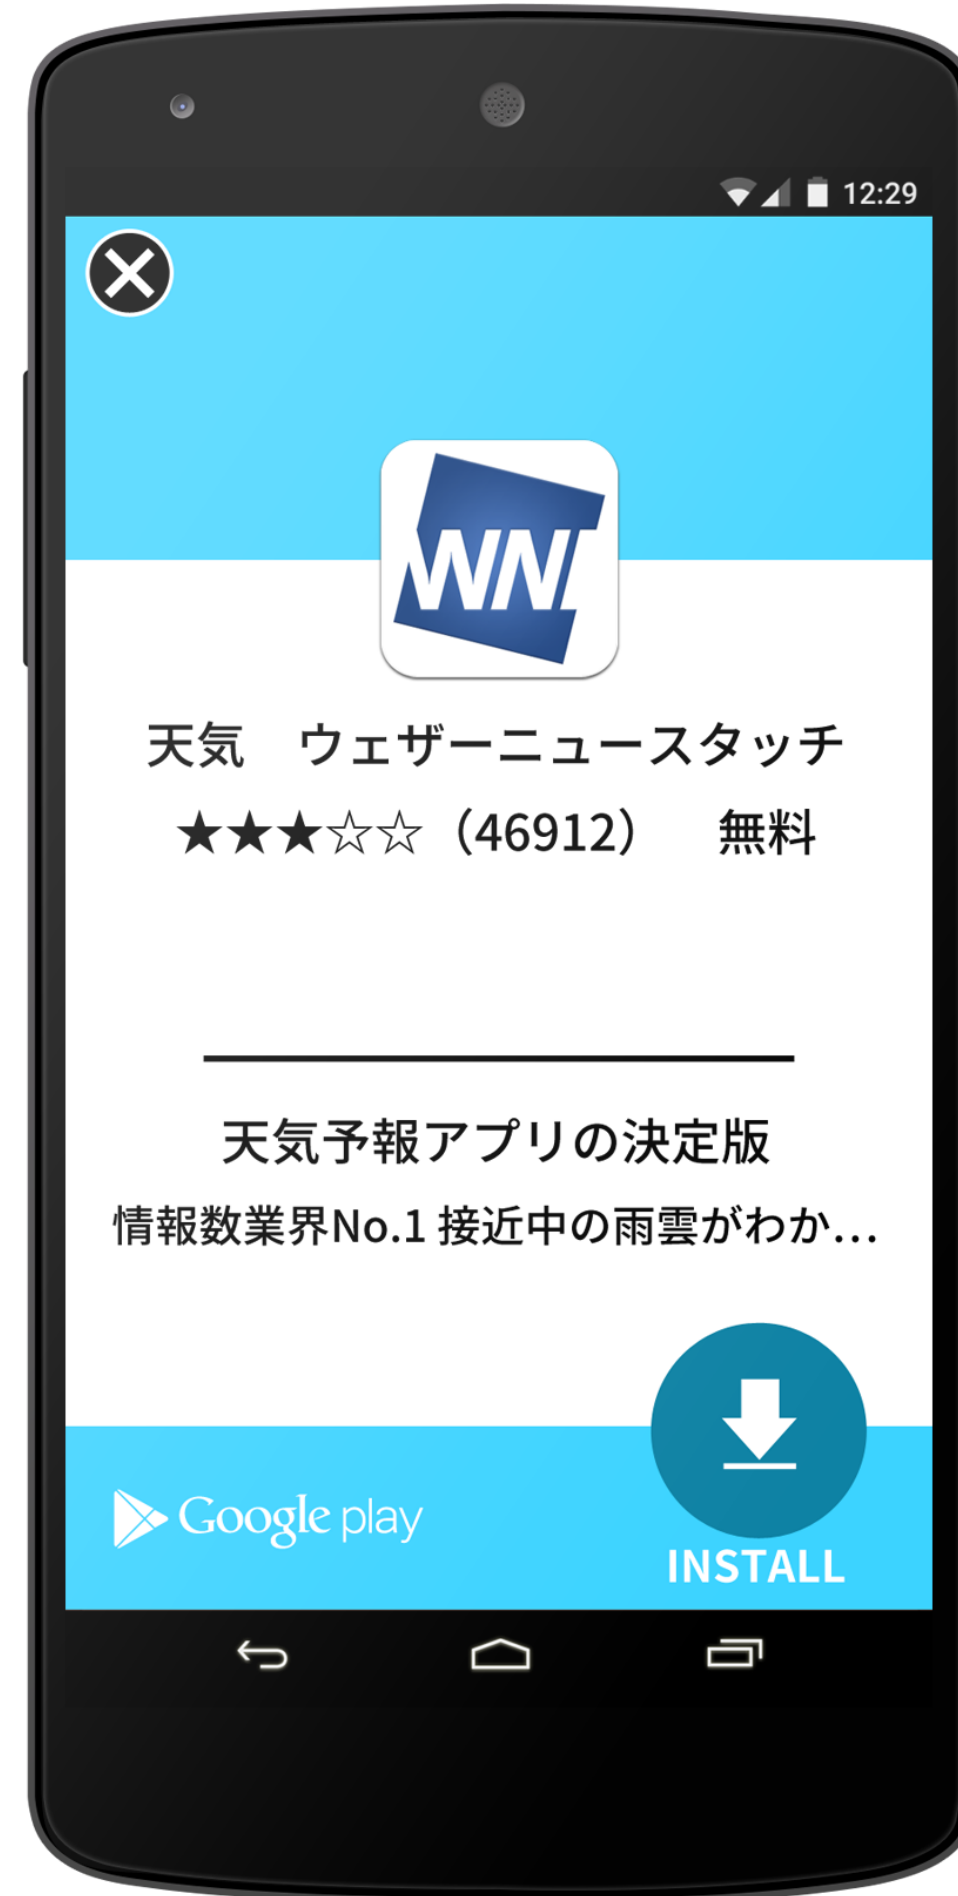 12:29
WNI
天気　ウェザーニュースタッチ
★★★☆☆（46912）　無料
天気予報アプリの決定版
情報数業界No.1 接近中の雨雲がわか...
Google play
INSTALL